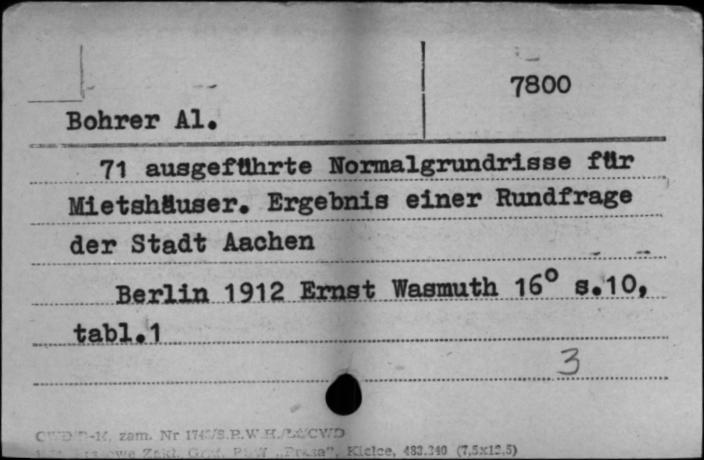 7800
Bohrer Al.
71 ausgeführte Normalgrundrisse für
Mietshäuser. Ergebnis einer Rundfrage
der Stadt Aachen
Berlin 1912 Ernst Wasmuth 16° s.10,
tabl.1
3
zam. Nr
Kielce, 483.240 (7,5x12,5)